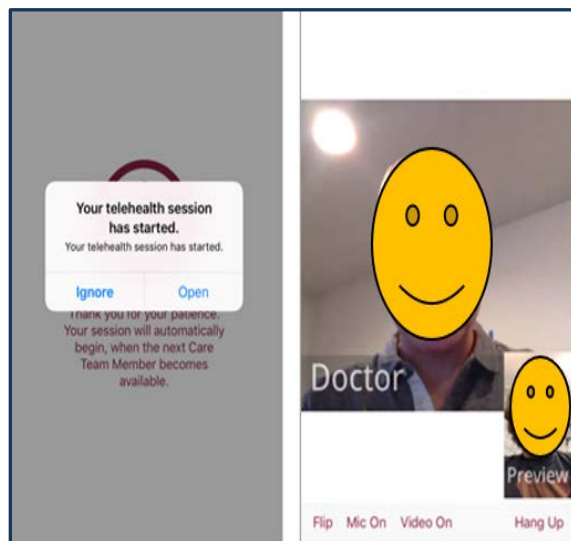 Your telehealth session
has started.
Your telehealth session has started.
Ignore
Open
Thank you for your patience.
Your session will automatically
begin, when the next Care
Team Member becomes
available.
Doctor
Preview
Flip
Mic On
Video On
Hang Up